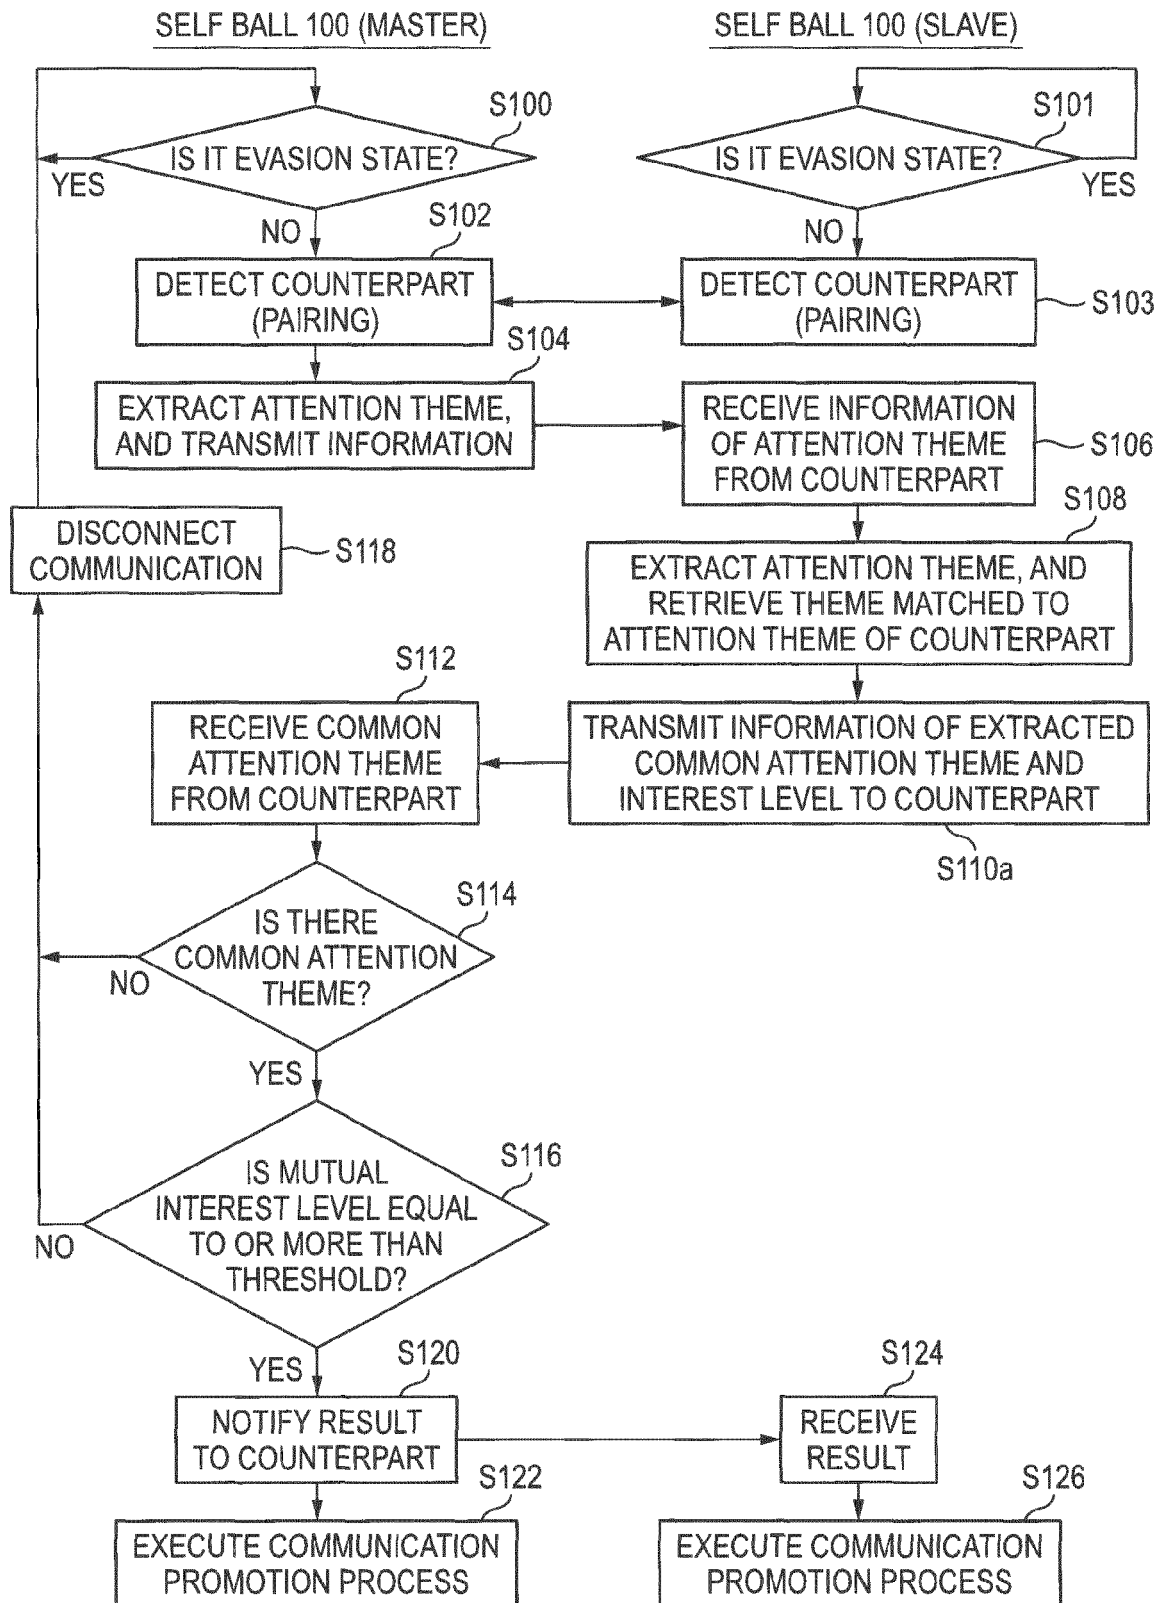 SELF BALL 100 (MASTER)
SELF BALL 100 (SLAVE)
S100
IS IT EVASION STATE?
YES
NO
S101
IS IT EVASION STATE?
YES
NO
S102
DETECT COUNTERPART
(PAIRING)
DETECT COUNTERPART
(PAIRING)
S103
S104
EXTRACT ATTENTION THEME,
AND TRANSMIT INFORMATION
RECEIVE INFORMATION
OF ATTENTION THEME
FROM COUNTERPART
S106
DISCONNECT
COMMUNICATION
S118
S108
EXTRACT ATTENTION THEME, AND
RETRIEVE THEME MATCHED TO
ATTENTION THEME OF COUNTERPART
S112
RECEIVE COMMON
ATTENTION THEME
FROM COUNTERPART
TRANSMIT INFORMATION OF EXTRACTED
COMMON ATTENTION THEME AND
INTEREST LEVEL TO COUNTERPART
S110a
S114
IS THERE
COMMON ATTENTION
THEME?
NO
YES
S116
IS MUTUAL
INTEREST LEVEL EQUAL
TO OR MORE THAN
THRESHOLD?
NO
YES
S120
NOTIFY RESULT
TO COUNTERPART
S124
RECEIVE
RESULT
S122
EXECUTE COMMUNICATION
PROMOTION PROCESS
S126
EXECUTE COMMUNICATION
PROMOTION PROCESS